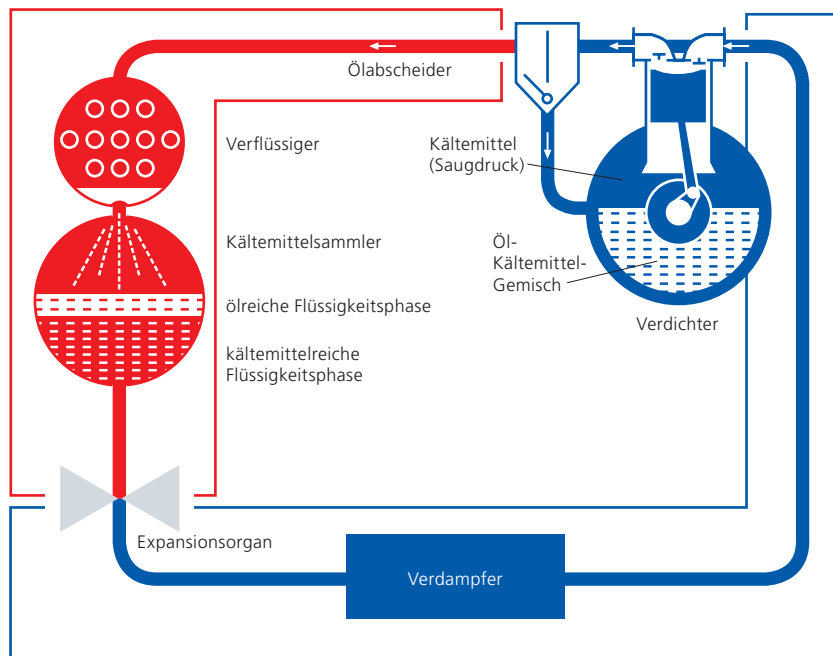 Ölabscheider
Verflüssiger
Kältemittel
(Saugdruck)
Kältemittelsammler
Öl-
Kältemittel-
Gemisch
ölreiche Flüssigkeitsphase
Verdichter
kältemittelreiche
Flüssigkeitsphase
Expansionsorgan
Verdampfer